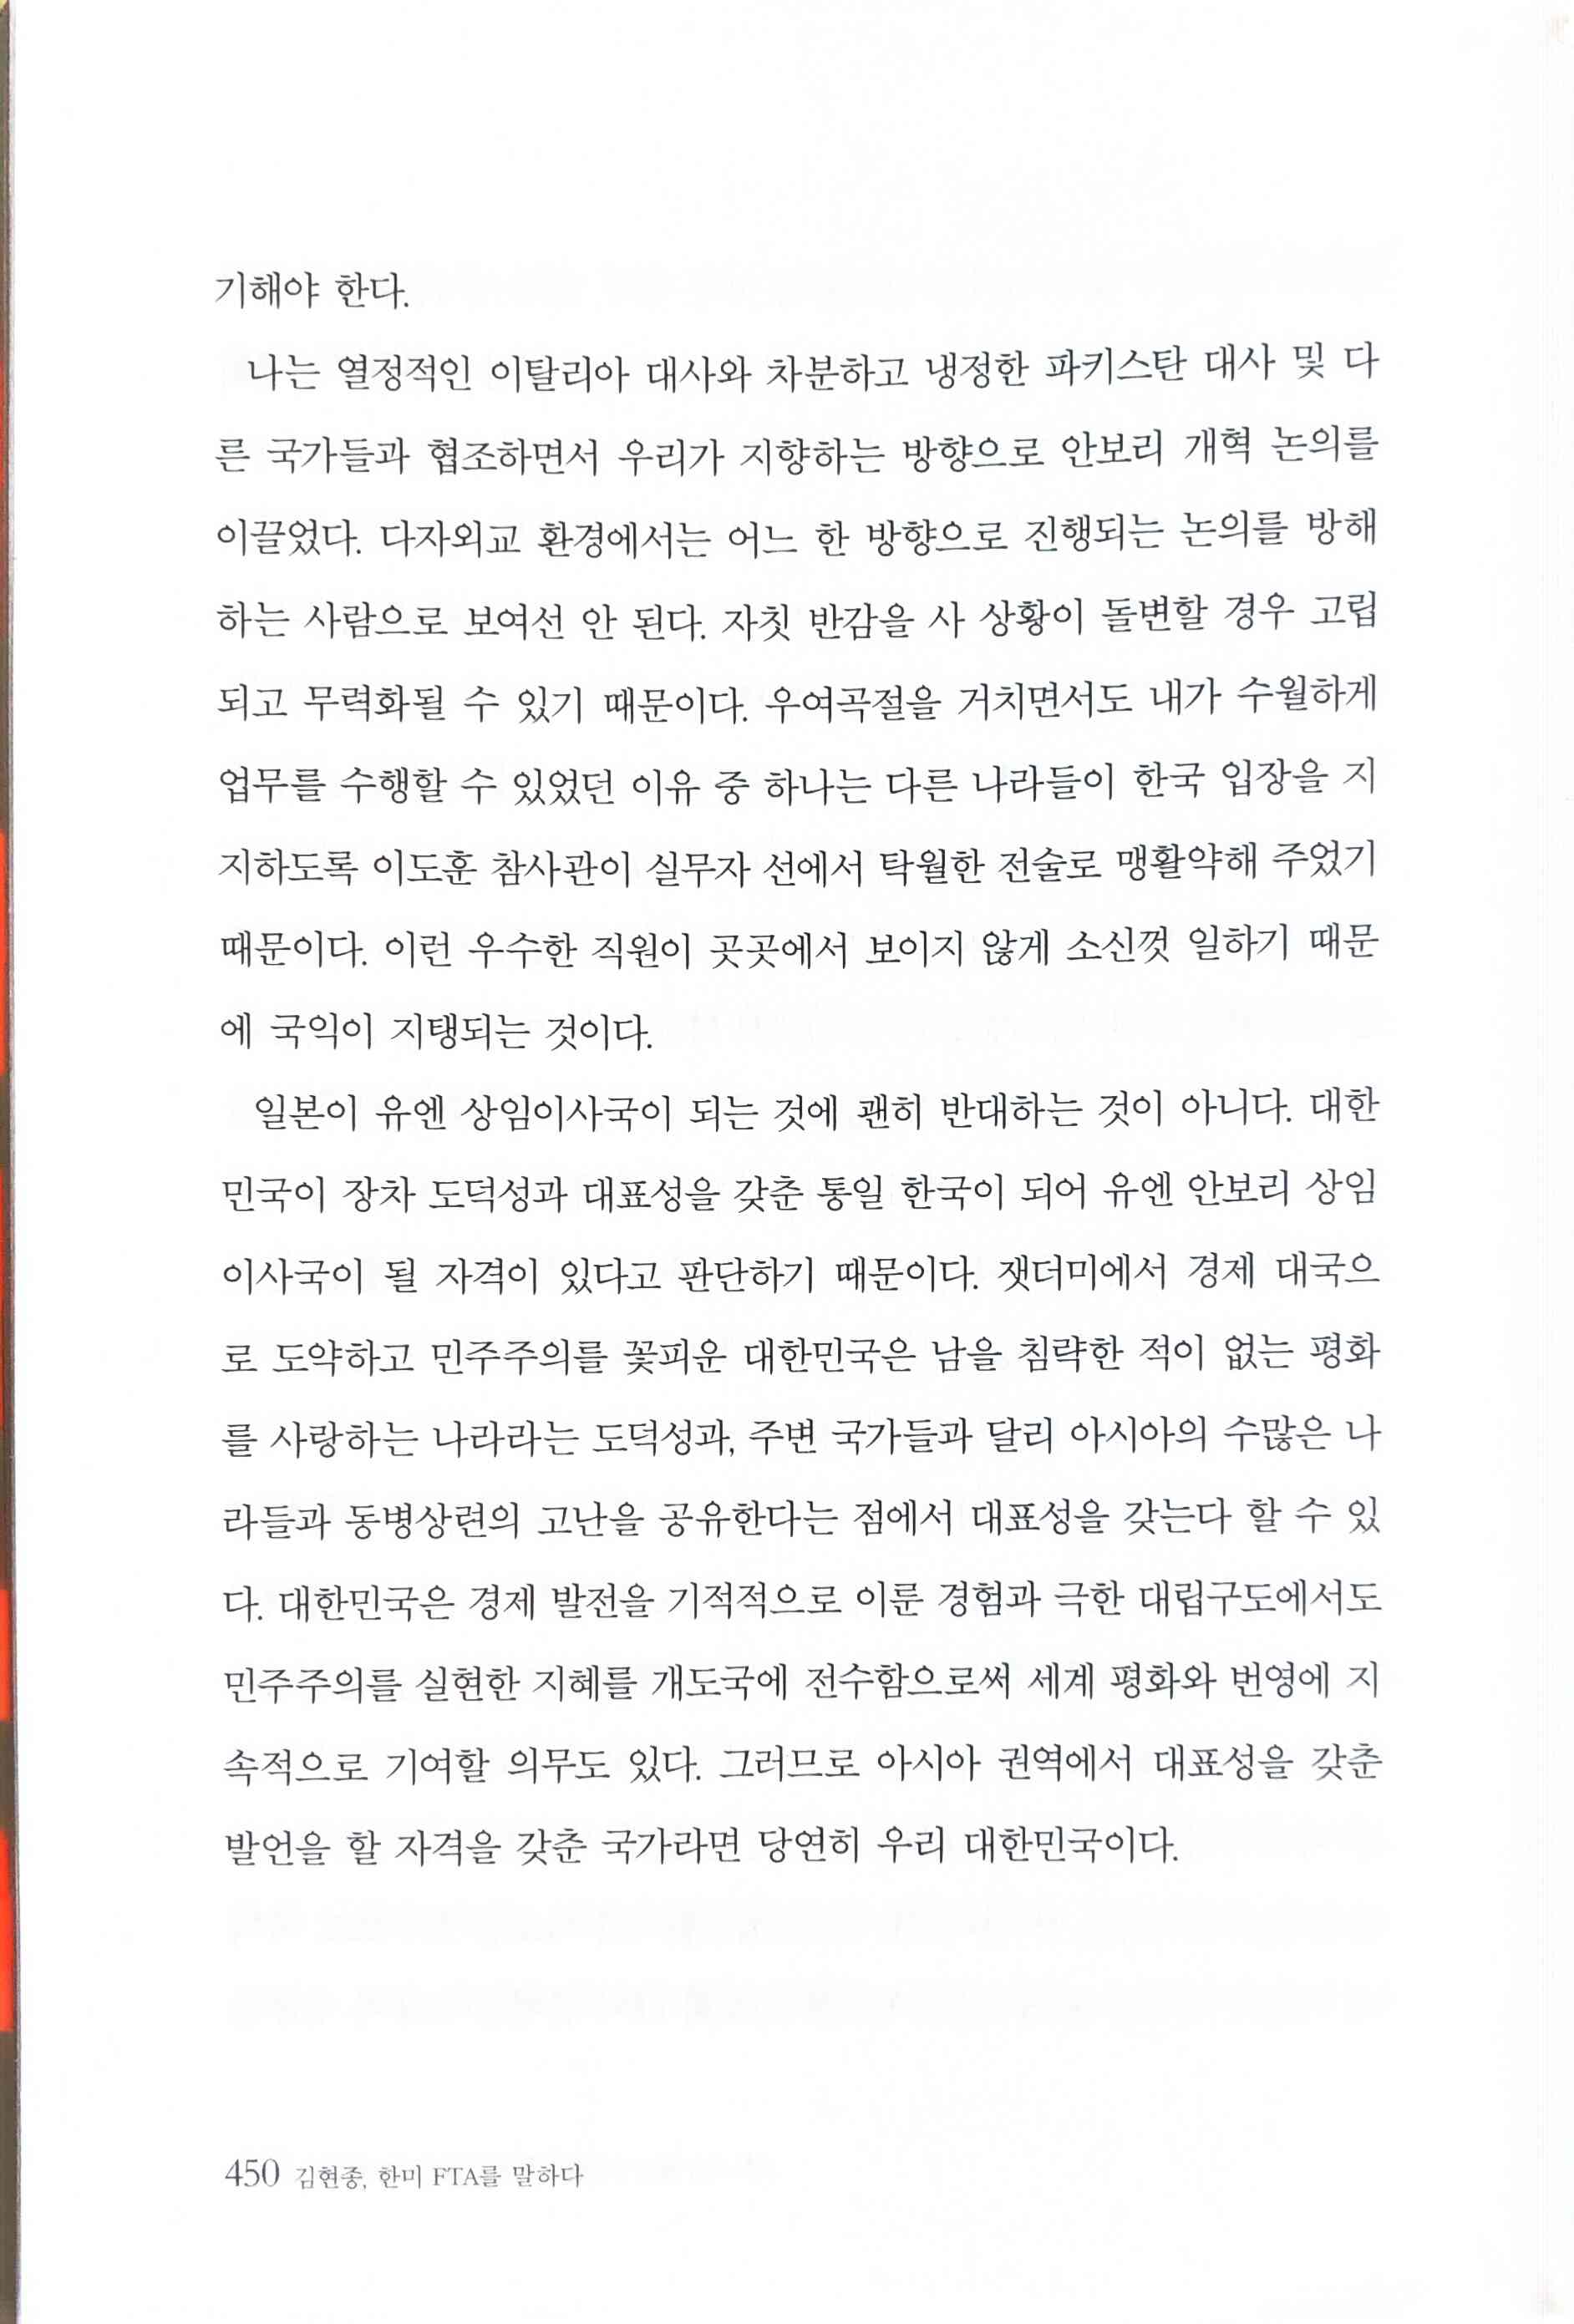 기해야 한다.
나는 열정적인 이탈리아 대사와 차분하고 냉정한 파키스탄 대사 및 다
른 국가들과 협조하면서 우리가 지향하는 방향으로 안보리 개혁 논의를
이끌었다. 다자외교 환경에서는 어느 한 방향으로 진행되는 논의를 방해
하는 사람으로 보여선 안 된다. 자칫 반감을 사 상황이 돌변할 경우 고립
되고 무력화될 수 있기 때문이다. 우여곡절을 거치면서도 내가 수월하게
업무를 수행할 수 있었던 이유 중 하나는 다른 나라들이 한국 입장을 지
지하도록 이도훈 참사관이 실무자 선에서 탁월한 전술로 맹활약해 주었기
때문이다. 이런 우수한 직원이 곳곳에서 보이지 않게 소신껏 일하기 때문
에 국익이 지탱되는 것이다.
일본이 유엔 상임이사국이 되는 것에 괜히 반대하는 것이 아니다. 대한
민국이 장차 도덕성과 대표성을 갖춘 통일 한국이 되어 유엔 안보리 상임
이사국이 될 자격이 있다고 판단하기 때문이다. 잿더미에서 경제 대국으
로 도약하고 민주주의를 꽃피운 대한민국은 남을 침략한 적이 없는 평화
를 사랑하는 나라라는 도덕성과, 주변 국가들과 달리 아시아의 수많은 나
라들과 동병상련의 고난을 공유한다는 점에서 대표성을 갖는다 할 수 있
다. 대한민국은 경제 발전을 기적적으로 이룬 경험과 극한 대립구도에서도
민주주의를 실현한 지혜를 개도국에 전수함으로써 세계 평화와 번영에 지
속적으로 기여할 의무도 있다. 그러므로 아시아 권역에서 대표성을 갖춘
발언을 할 자격을 갖춘 국가라면 당연히 우리 대한민국이다.
450 김현종, 한미 FTA를 말하다